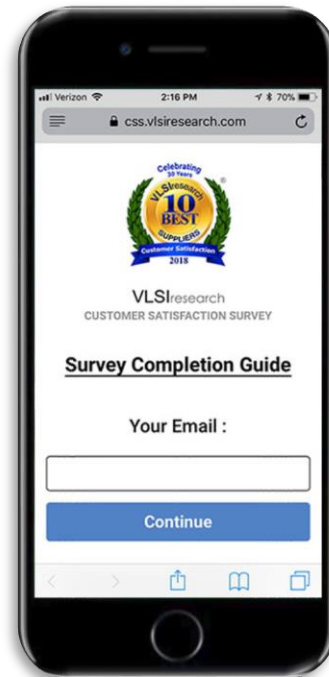 Verizon 2:16 PM 70%
css.vlsiresearch.com
Celebrating
30 Years
VLSIresearch
10
BEST
SUPPLIERS
®
Customer Satisfaction
2018
VLSIresearch
CUSTOMER SATISFACTION SURVEY
Survey Completion Guide
Your Email :
Continue